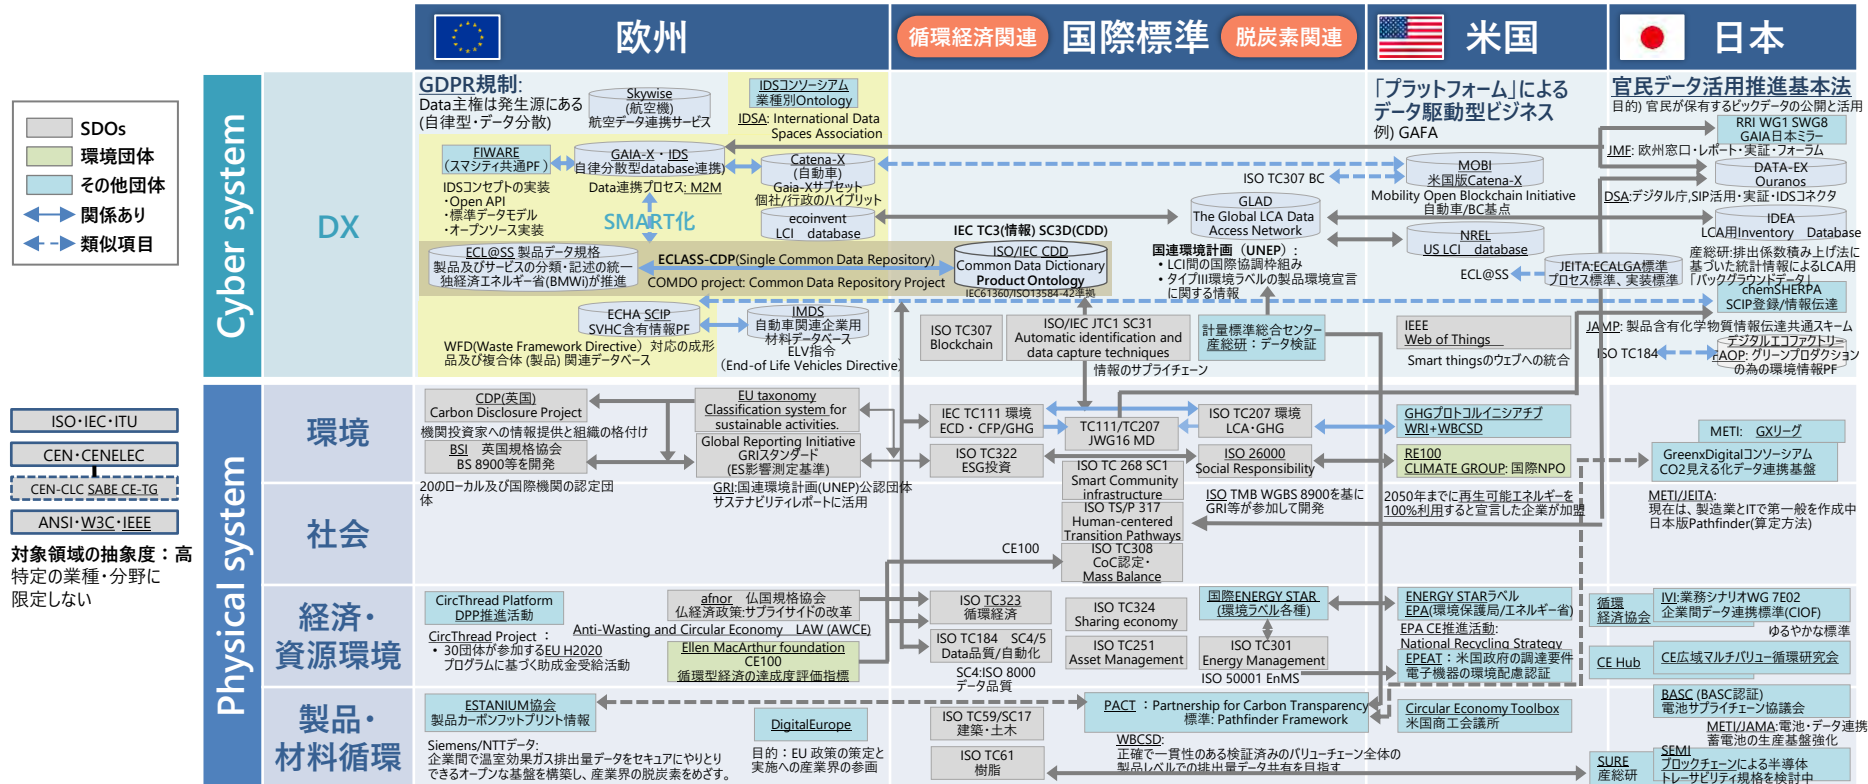 欧州
循環経済関連
国際標準
脱炭素関連
米国
日本
SDOs
環境団体
その他団体
関係あり
類似項目
ISO・IEC・ITU
CEN・CENELEC
CEN-CLC SABE CE-TG
ANSI・W3C・IEEE
対象領域の抽象度：高
特定の業種・分野に
限定しない
Cyber system
DX
GDPR規制:
Data主権は発生源にある
(自律型・データ分散)
Skywise
(航空機)
航空データ連携サービス
IDSコンソーシアム
業種別Ontology
IDSA: International Data
Spaces Association
FIWARE
(スマシティ共通PF )
GAIA-X・IDS
自律分散型database連携)
Data連携プロセス: M2M
Catena-X
(自動車)
Gaia-Xサブセット
個社/行政のハイブリット
IDSコンセプトの実装
・Open API
・標準データモデル
・オープンソース実装
SMART化
ecoinvent
LCI database
ECL@SS 製品データ規格
製品及びサービスの分類・記述の統一
独経済エネルギー省(BMWi)が推進
ECLASS-CDP(Single Common Data Repository)
COMDO project: Common Data Repository Project
IEC TC3(情報) SC3D(CDD)
ISO/IEC CDD
Common Data Dictionary
Product Ontology
IEC61360/ISO13584-42準拠
ECHA SCIP
SVHC含有情報PF
IMDS
自動車関連企業用
材料データベース
ELV指令
(End-of Life Vehicles Directive)
WFD(Waste Framework Directive）対応の成形
品及び複合体 (製品) 関連データベース
ISO TC307 BC
GLAD
The Global LCA Data
Access Network
国連環境計画（UNEP）:
• LCI間の国際協調枠組み
• タイプIII環境ラベルの製品環境宣言
に関する情報
ISO TC307
Blockchain
ISO/IEC JTC1 SC31
Automatic identification and
data capture techniques
情報のサプライチェーン
計量標準総合センター
産総研：データ検証
「プラットフォーム」による
データ駆動型ビジネス
例) GAFA
MOBI
米国版Catena-X
Mobility Open Blockchain Initiative
自動車/BC基点
NREL
US LCI database
ECL@SS
JEITA:ECALGA標準
プロセス標準、実装標準
IEEE
Web of Things
Smart thingsのウェブへの統合
官民データ活用推進基本法
目的) 官民が保有するビックデータの公開と活用
RRI WG1 SWG8
GAIA日本ミラー
JMF: 欧州窓口・レポート・実証・フォーラム
DATA-EX
Ouranos
DSA:デジタル庁,SIP活用・実証・IDSコネクタ
IDEA
LCA用Inventory Database
産総研:排出係数積み上げ法に
基づいた統計情報によるLCA用
「バックグラウンドデータ」
chemSHERPA
SCIP登録/情報伝達
JAMP: 製品含有化学物質情報伝達共通スキーム
デジタルエコファクトリー
ISO TC184
FAOP: グリーンプロダクション
の為の環境情報PF
Physical system
環境
CDP(英国)
Carbon Disclosure Project
機関投資家への情報提供と組織の格付け
BSI 英国規格協会
BS 8900等を開発
20のローカル及び国際機関の認定団
体
EU taxonomy
Classification system for
sustainable activities.
Global Reporting Initiative
GRIスタンダード
(ES影響測定基準)
GRI:国連環境計画(UNEP)公認団体
サステナビリティレポートに活用
IEC TC111 環境
ECD・CFP/GHG
TC111/TC207
JWG16 MD
ISO TC207 環境
LCA・GHG
ISO TC322
ESG投資
ISO 26000
Social Responsibility
ISO TC 268 SC1
Smart Community
infrastructure
ISO TMB WGBS 8900を基に
GRI等が参加して開発
GHGプロトコルイニシアチブ
WRI+WBCSD
RE100
CLIMATE GROUP: 国際NPO
2050年までに再生可能エネルギーを
100%利用すると宣言した企業が加盟
METI: GXリーグ
GreenxDigitalコンソーシアム
CO2見える化データ連携基盤
METI/JEITA:
現在は、製造業とITで第一般を作成中
日本版Pathfinder(算定方法)
社会
ISO TS/P 317
Human-centered
Transition Pathways
CE100
ISO TC308
CoC認定・
Mass Balance
経済・
資源環境
CircThread Platform
DPP推進活動
CircThread Project ：
• 30団体が参加するEU H2020
プログラムに基づく助成金受給活動
afnor 仏国規格協会
仏経済政策:サプライサイドの改革
Anti-Wasting and Circular Economy LAW (AWCE)
Ellen MacArthur foundation
CE100
循環型経済の達成度評価指標
ISO TC323
循環経済
ISO TC184 SC4/5
Data品質/自動化
SC4:ISO 8000
データ品質
ISO TC324
Sharing economy
ISO TC251
Asset Management
国際ENERGY STAR
(環境ラベル各種)
ISO TC301
Energy Management
ISO 50001 EnMS
ENERGY STARラベル
EPA(環境保護局/エネルギー省)
EPA CE推進活動:
National Recycling Strategy
EPEAT：米国政府の調達要件
電子機器の環境配慮認証
循環
経済協会
IVI:業務シナリオWG 7E02
企業間データ連携標準(CIOF)
ゆるやかな標準
CE Hub
CE広域マルチバリュー循環研究会
製品・
材料循環
ESTANIUM協会
製品カーボンフットプリント情報
Siemens/NTTデータ:
企業間で温室効果ガス排出量データをセキュアにやりとり
できるオープンな基盤を構築し、産業界の脱炭素をめざす。
DigitalEurope
目的：EU 政策の策定と
実施への産業界の参画
ISO TC59/SC17
建築・土木
ISO TC61
樹脂
PACT ：Partnership for Carbon Transparency
標準: Pathfinder Framework
WBCSD:
正確で一貫性のある検証済みのバリューチェーン全体の
製品レベルでの排出量データ共有を目指す
Circular Economy Toolbox
米国商工会議所
BASC (BASC認証)
電池サプライチェーン協議会
METI/JAMA:電池・データ連携
蓄電池の生産基盤強化
SURE
産総研
SEMI
ブロックチェーンによる半導体
トレーサビリティ規格を検討中